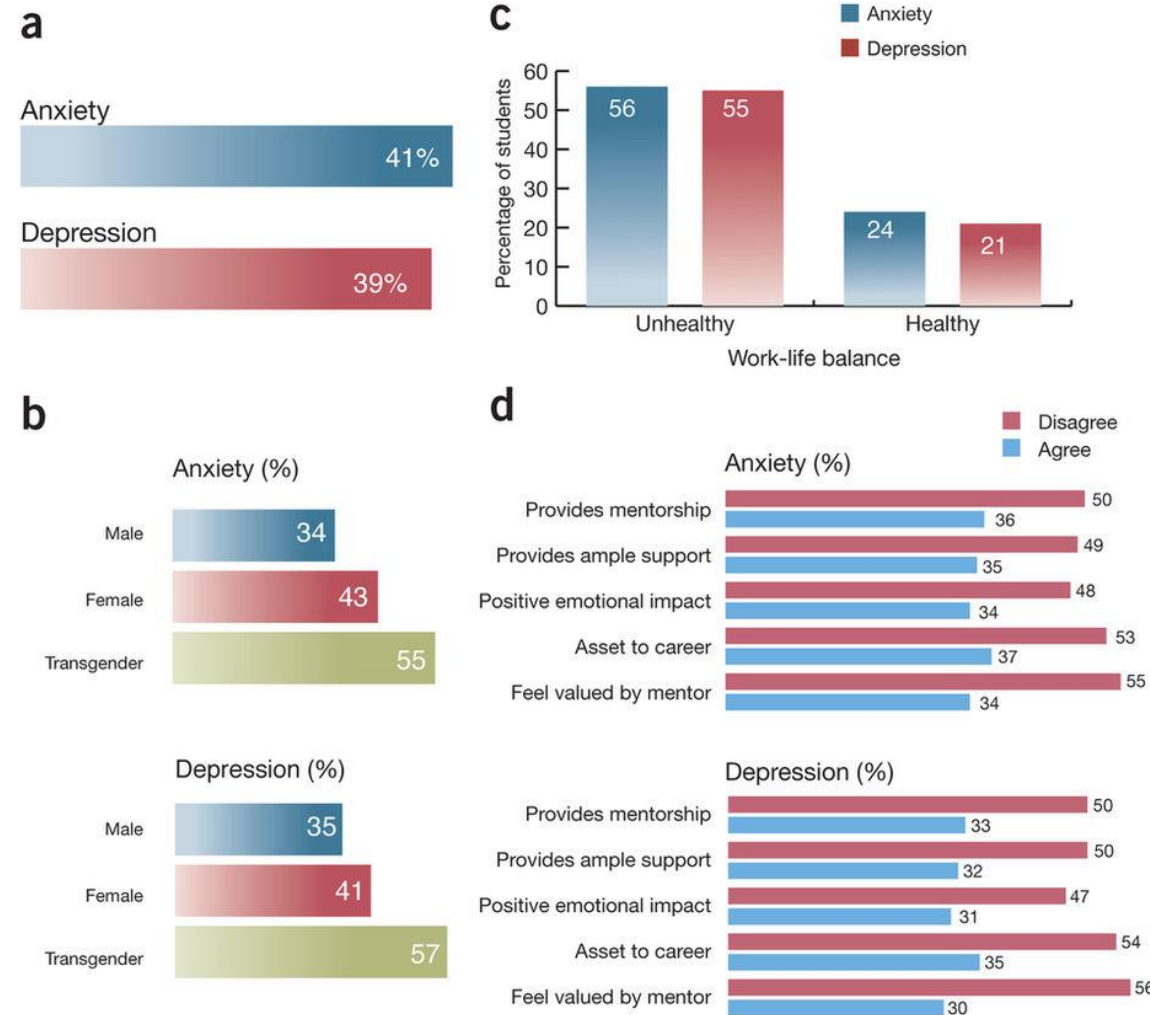 a
Anxiety
41%
Depression
39%
b
Anxiety (%)
Male
34
Female
43
Transgender
55
Depression (%)
Male
35
Female
41
Transgender
57
c
Anxiety
Depression
Percentage of students
60
50
40
30
20
10
0
56
55
24
21
Unhealthy
Healthy
Work-life balance
d
Disagree
Agree
Anxiety (%)
Provides mentorship
50
36
Provides ample support
49
35
Positive emotional impact
48
34
Asset to career
53
37
Feel valued by mentor
55
34
Depression (%)
Provides mentorship
50
33
Provides ample support
50
32
Positive emotional impact
47
31
Asset to career
54
35
Feel valued by mentor
56
30